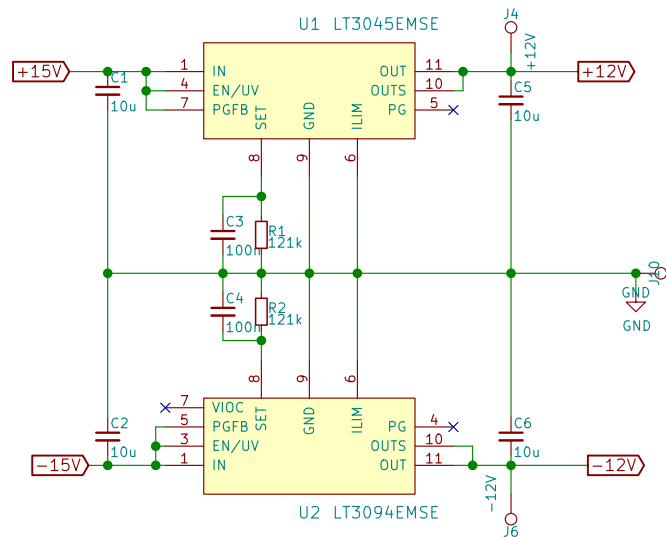 U1 LT3045EMSE
J4
+12V
+15V
C1
10u
1
4
7
IN
EN/UV
PGFB
SET
GND
ILIM
OUT
OUTS
PG
11
10
5
+12V
C5
10u
8
9
6
C3
100n
R1
121k
J10
GND
GND
C4
100n
R2
121k
8
9
6
C2
10u
-15V
7
5
3
1
VIOC
PGFB
EN/UV
IN
SET
GND
ILIM
PG
OUTS
OUT
4
10
11
C6
10u
-12V
-12V
U2 LT3094EMSE
J6